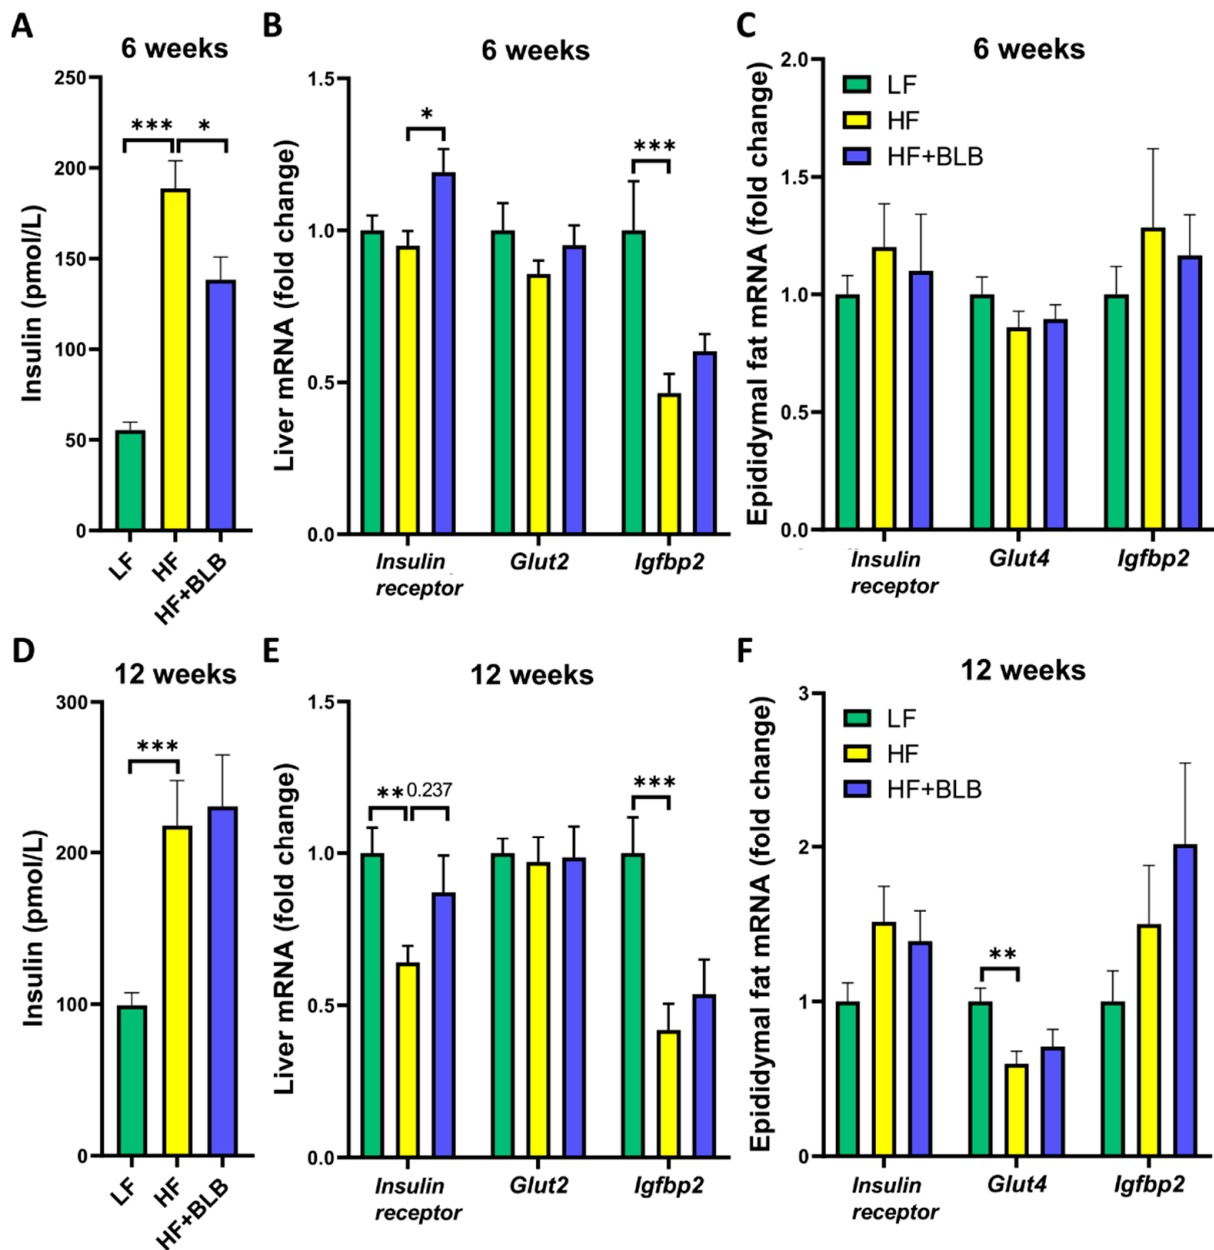 A
6 weeks
Insulin (pmol/L)
250
200
150
100
50
0
***
*
LF
HF
HF+BLB
B
6 weeks
Liver mRNA (fold change)
1.5
1.0
0.5
0.0
*
***
Insulin
receptor
Glut2
Igfbp2
C
6 weeks
Epididymal fat mRNA (fold change)
2.0
1.5
1.0
0.5
0.0
LF
HF
HF+BLB
Insulin
receptor
Glut4
Igfbp2
D
12 weeks
Insulin (pmol/L)
300
200
100
0
***
LF
HF
HF+BLB
E
12 weeks
Liver mRNA (fold change)
1.5
1.0
0.5
0.0
**
0.237
***
Insulin
receptor
Glut2
Igfbp2
F
12 weeks
Epididymal fat mRNA (fold change)
3
2
1
0
LF
HF
HF+BLB
**
Insulin
receptor
Glut4
Igfbp2